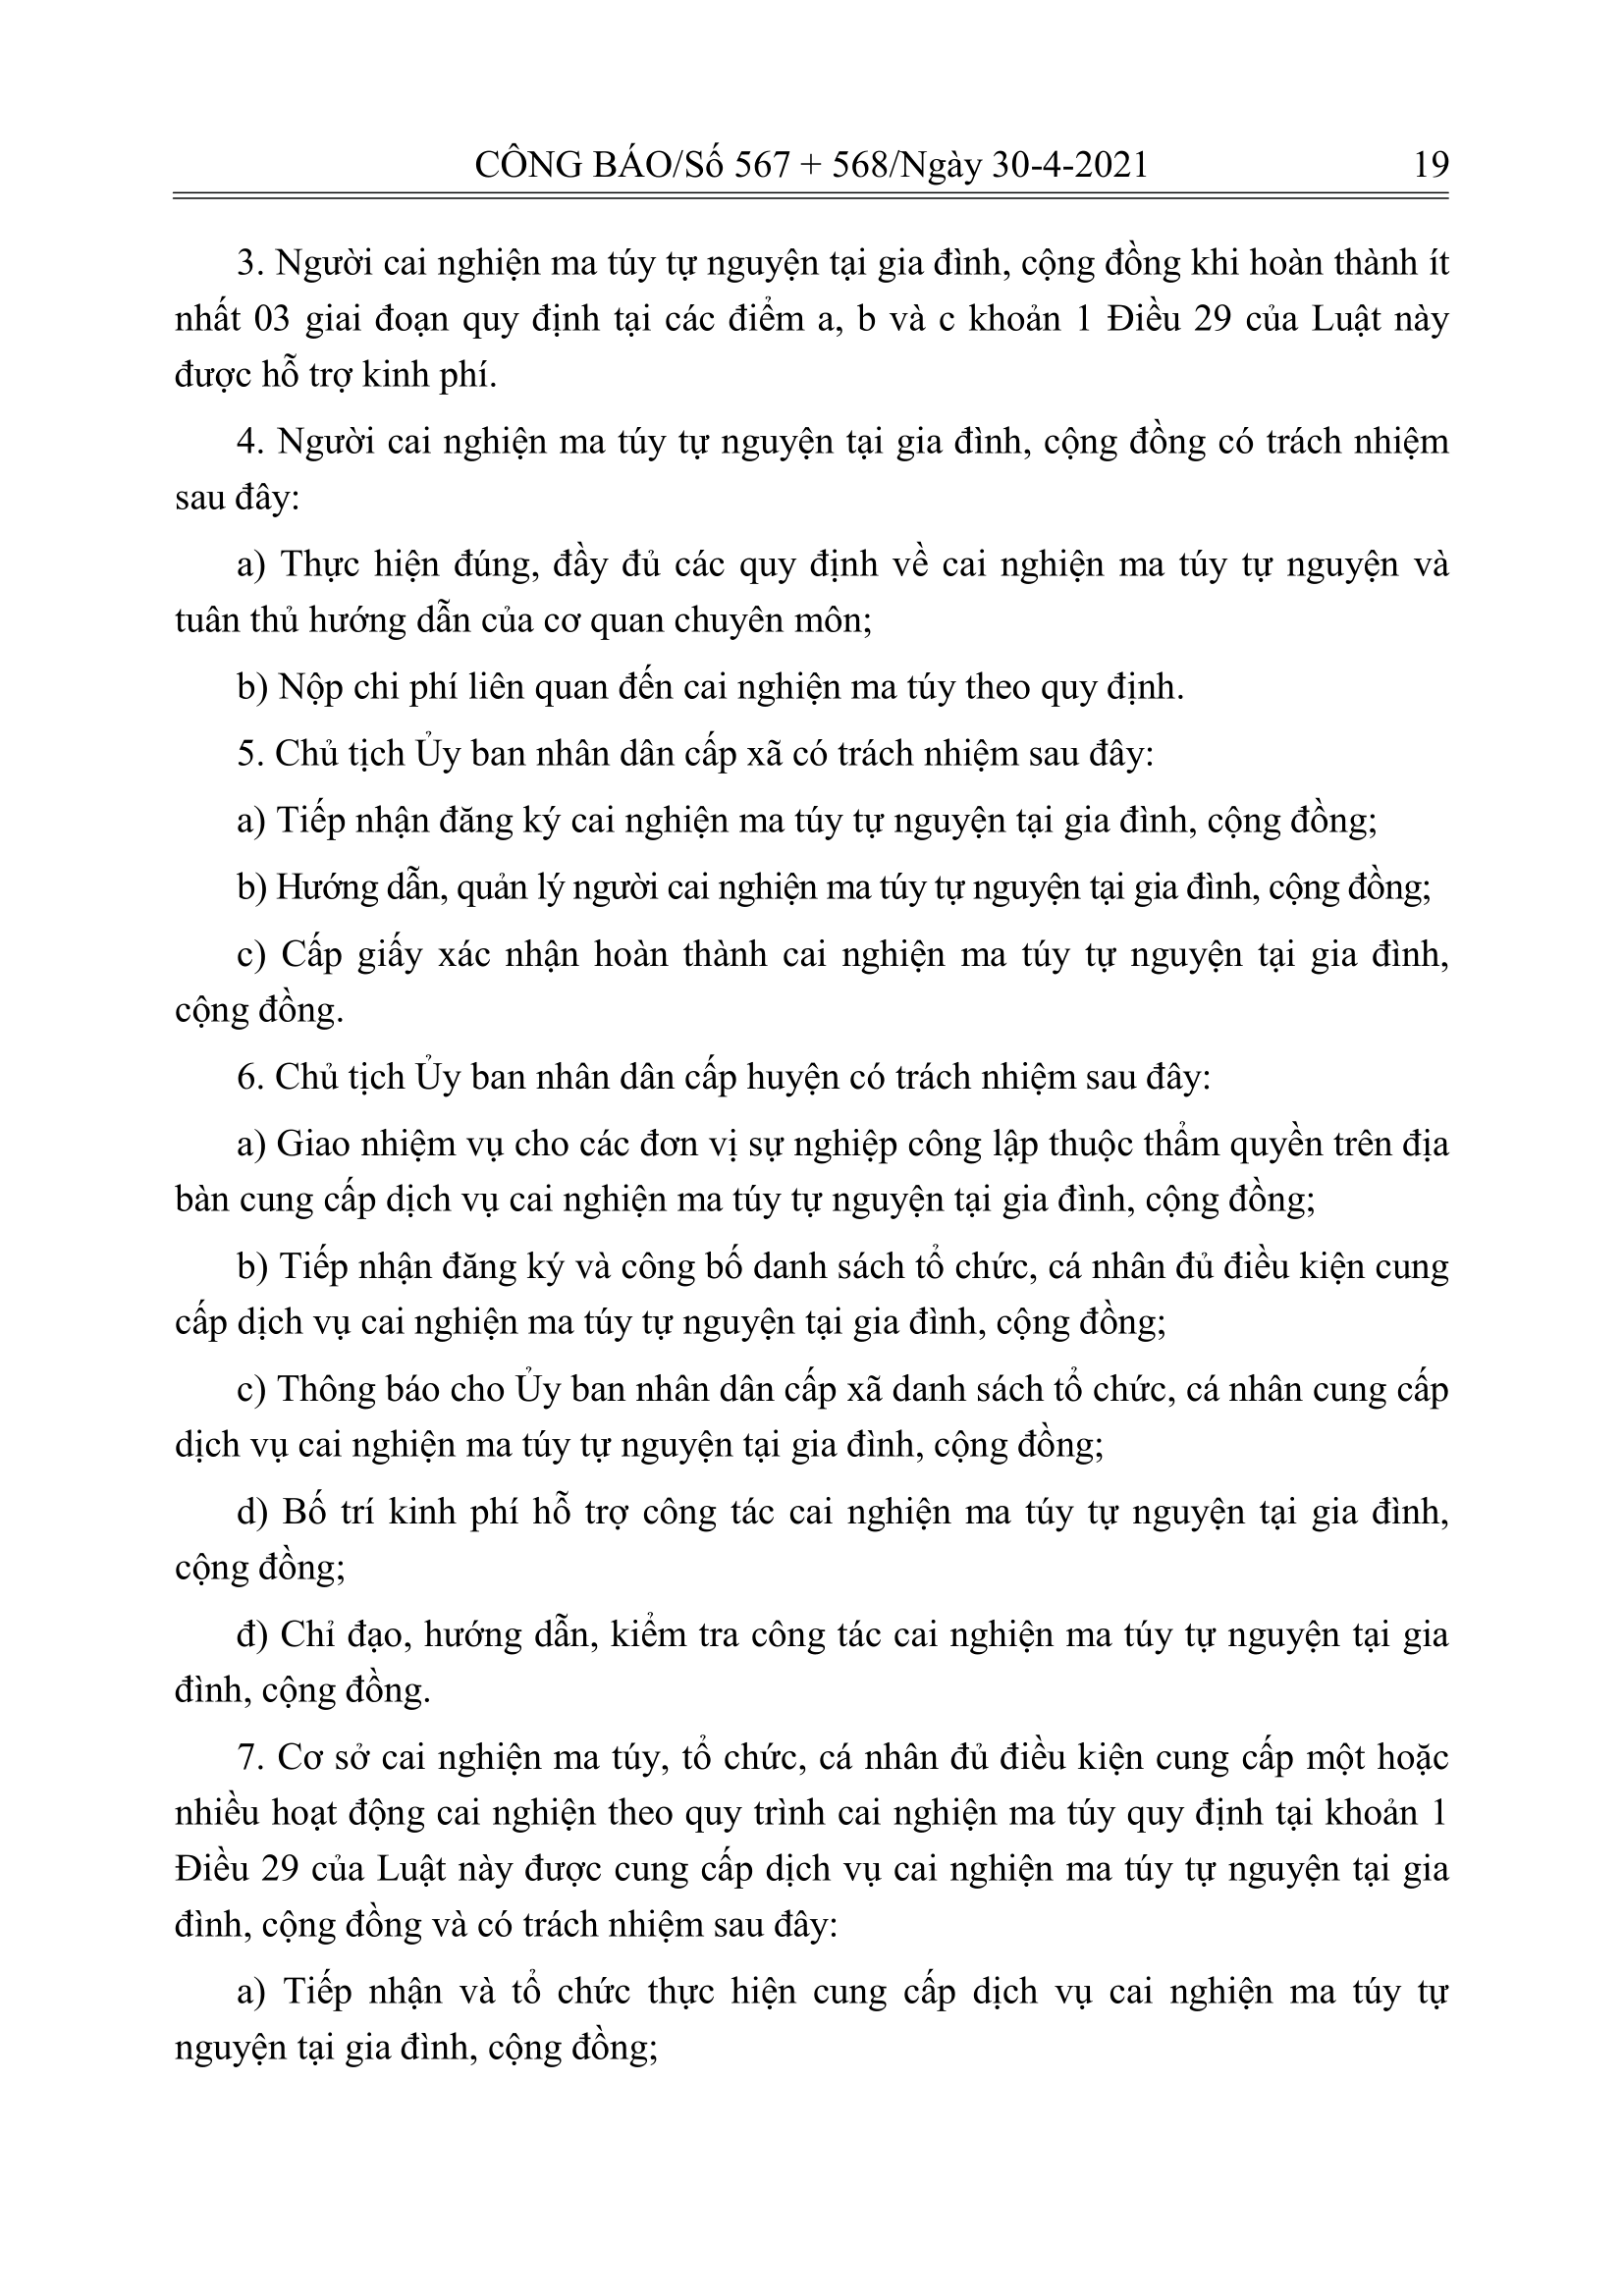 CÔNG BÁO/Số 567 + 568/Ngày 30-4-2021 19
3. Người cai nghiện ma túy tự nguyện tại gia đình, cộng đồng khi hoàn thành ít
nhất 03 giai đoạn quy định tại các điểm a, b và c khoản 1 Điều 29 của Luật này
được hỗ trợ kinh phí.
4. Người cai nghiện ma túy tự nguyện tại gia đình, cộng đồng có trách nhiệm
sau đây:
a) Thực hiện đúng, đầy đủ các quy định về cai nghiện ma túy tự nguyện và
tuân thủ hướng dẫn của cơ quan chuyên môn;
b) Nộp chi phí liên quan đến cai nghiện ma túy theo quy định.
5. Chủ tịch Ủy ban nhân dân cấp xã có trách nhiệm sau đây:
a) Tiếp nhận đăng ký cai nghiện ma túy tự nguyện tại gia đình, cộng đồng;
b) Hướng dẫn, quản lý người cai nghiện ma túy tự nguyện tại gia đình, cộng đồng;
c) Cấp giấy xác nhận hoàn thành cai nghiện ma túy tự nguyện tại gia đình,
cộng đồng.
6. Chủ tịch Ủy ban nhân dân cấp huyện có trách nhiệm sau đây:
a) Giao nhiệm vụ cho các đơn vị sự nghiệp công lập thuộc thẩm quyền trên địa
bàn cung cấp dịch vụ cai nghiện ma túy tự nguyện tại gia đình, cộng đồng;
b) Tiếp nhận đăng ký và công bố danh sách tổ chức, cá nhân đủ điều kiện cung
cấp dịch vụ cai nghiện ma túy tự nguyện tại gia đình, cộng đồng;
c) Thông báo cho Ủy ban nhân dân cấp xã danh sách tổ chức, cá nhân cung cấp
dịch vụ cai nghiện ma túy tự nguyện tại gia đình, cộng đồng;
d) Bố trí kinh phí hỗ trợ công tác cai nghiện ma túy tự nguyện tại gia đình,
cộng đồng;
đ) Chỉ đạo, hướng dẫn, kiểm tra công tác cai nghiện ma túy tự nguyện tại gia
đình, cộng đồng.
7. Cơ sở cai nghiện ma túy, tổ chức, cá nhân đủ điều kiện cung cấp một hoặc
nhiều hoạt động cai nghiện theo quy trình cai nghiện ma túy quy định tại khoản 1
Điều 29 của Luật này được cung cấp dịch vụ cai nghiện ma túy tự nguyện tại gia
đình, cộng đồng và có trách nhiệm sau đây:
a) Tiếp nhận và tổ chức thực hiện cung cấp dịch vụ cai nghiện ma túy tự
nguyện tại gia đình, cộng đồng;